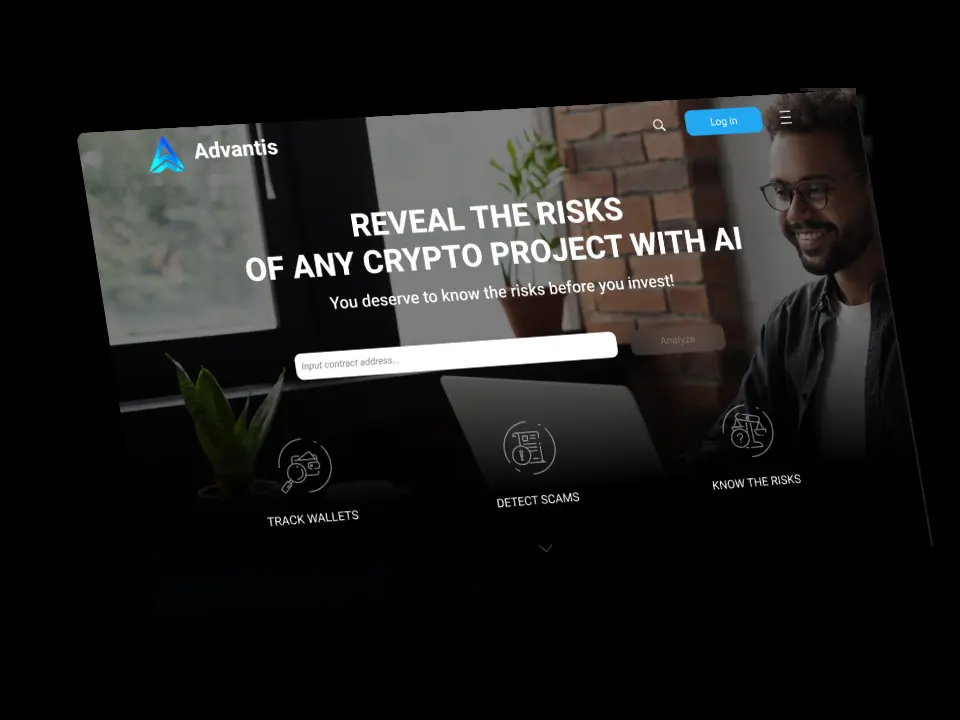 Advantis
Log in
REVEAL THE RISKS
OF ANY CRYPTO PROJECT WITH AI
You deserve to know the risks before you invest!
Input contract address...
Analyze
TRACK WALLETS
DETECT SCAMS
KNOW THE RISKS